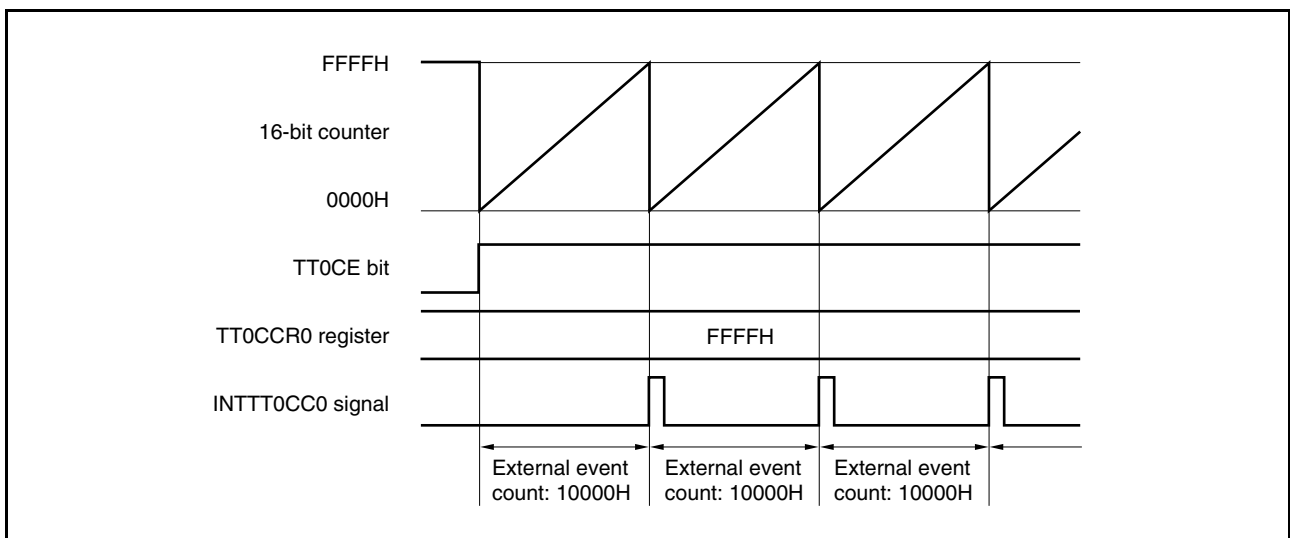 FFFFH
16-bit counter
0000H
TT0CE bit
TT0CCR0 register
FFFFH
INTTT0CC0 signal
External event
count: 10000H
External event
count: 10000H
External event
count: 10000H